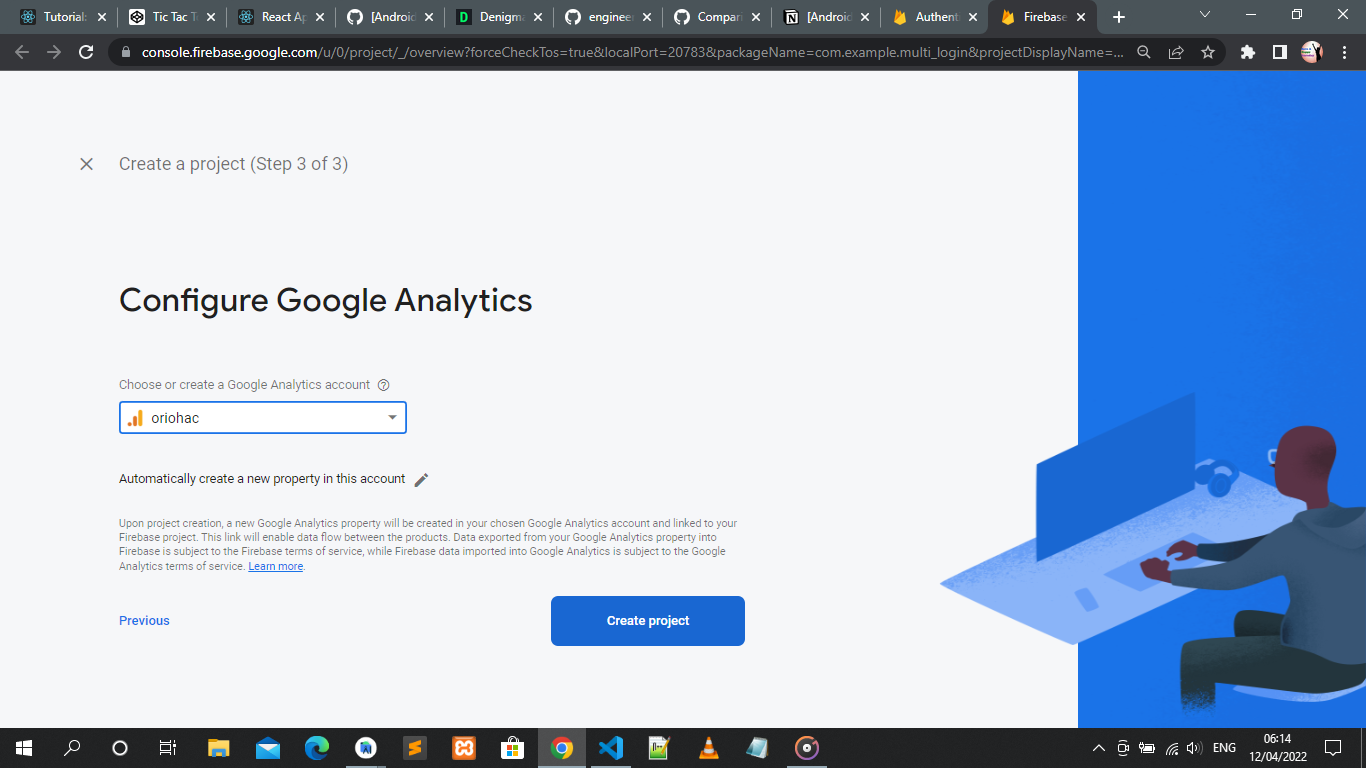 Tutorial:
Tic Tac T
React Ap
[Android
Denigma
engineer
Compari
[Android
Authenti
Firebase
console.firebase.google.com/u/0/project/_/overview?forceCheckTos=true&localPort=20783&packageName=com.example.multi_login&projectDisplayName=...
Create a project (Step 3 of 3)
Configure Google Analytics
Choose or create a Google Analytics account
oriohac
Automatically create a new property in this account
Upon project creation, a new Google Analytics property will be created in your chosen Google Analytics account and linked to your
Firebase project. This link will enable data flow between the products. Data exported from your Google Analytics property into
Firebase is subject to the Firebase terms of service, while Firebase data imported into Google Analytics is subject to the Google
Analytics terms of service. Learn more.
Previous
Create project
ENG
06:14
12/04/2022